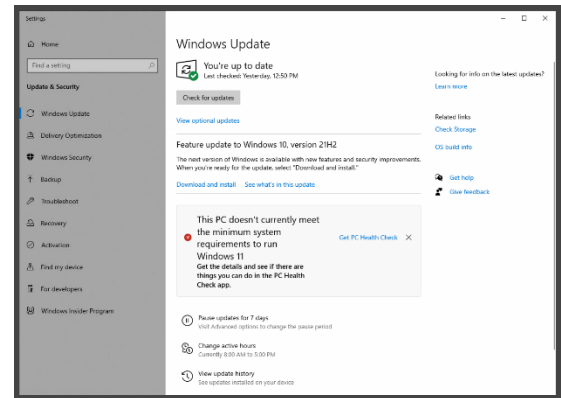 Settings
Home
Find a setting
Update & Security
Windows Update
Delivery Optimization
Windows Security
Backup
Troubleshoot
Recovery
Activation
Find my device
For developers
Windows Insider Program
Windows Update
You're up to date
Last checked: Yesterday, 12:50 PM
Check for updates
View optional updates
Feature update to Windows 10, version 21H2
The next version of Windows is available with new features and security improvements.
When you're ready for the update, select "Download and install."
Download and install See what's in this update
This PC doesn't currently meet
the minimum system
requirements to run
Windows 11
Get the details and see if there are
things you can do in the PC Health
Check app.
Get PC Health Check
Pause updates for 7 days
Visit Advanced options to change the pause period
Change active hours
Currently 8:00 AM to 5:00 PM
View update history
See updates installed on your device
Looking for info on the latest updates?
Learn more
Related links
Check Storage
OS build info
Get help
Give feedback